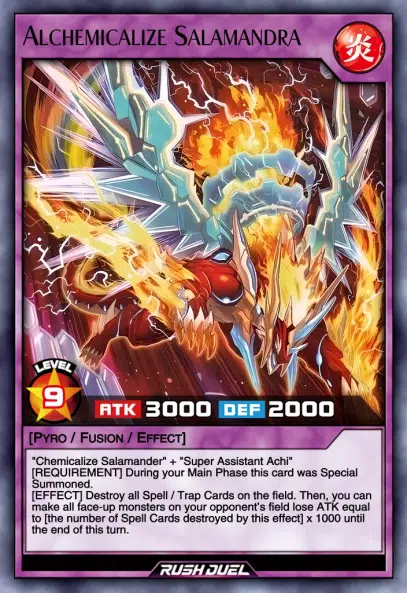 ALCHEMICALIZE SALAMANDRA
炎
LEVEL
9
ATK 3000 DEF 2000
[PYRO / FUSION / EFFECT]
"Chemicalize Salamander" + "Super Assistant Achi"
[REQUIREMENT] During your Main Phase this card was Special
Summoned.
[EFFECT] Destroy all Spell / Trap Cards on the field. Then, you can
make all face-up monsters on your opponent's field lose ATK equal
to [the number of Spell Cards destroyed by this effect] x 1000 until
the end of this turn.
RUSH DUEL